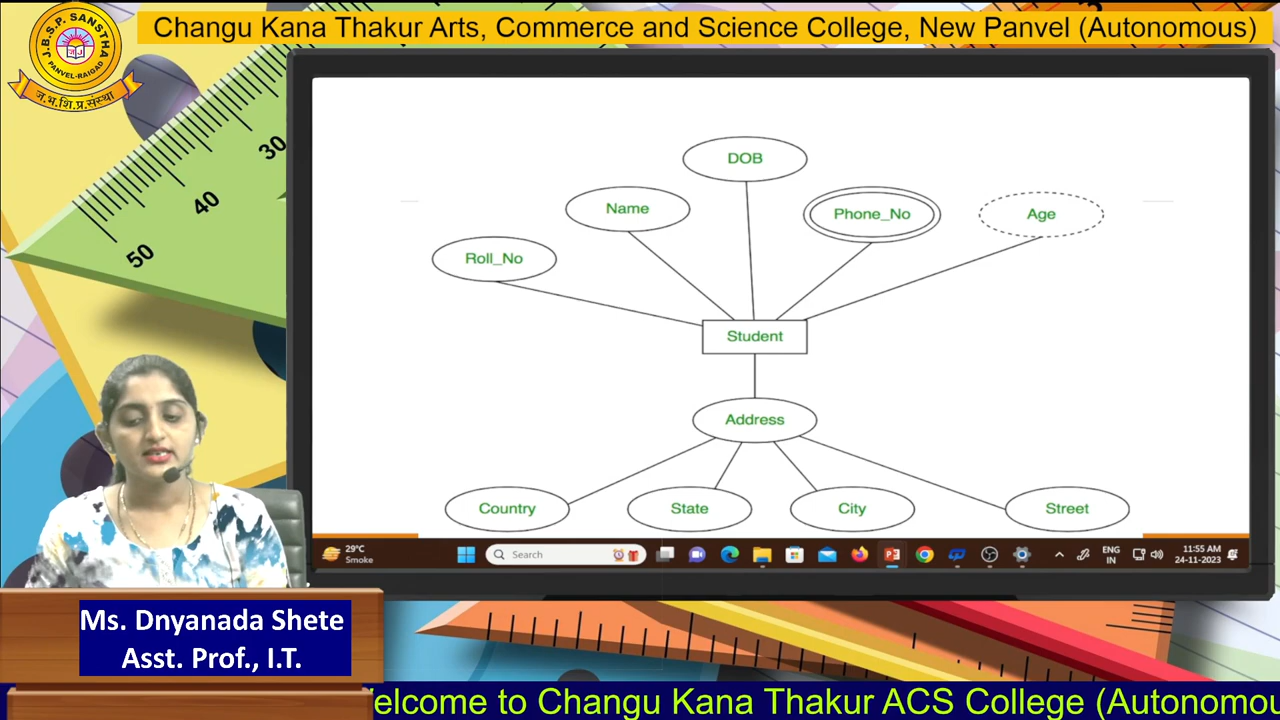 Changu Kana Thakur Arts, Commerce and Science College, New Panvel (Autonomous)
J.B.S.P. SANSTHA
PANVEL-RAIGAD
ज.भ.शि.प्र.संस्था
30
40
50
DOB
Name
Phone_No
Age
Roll_No
Student
Address
Country
State
City
Street
29°C
Smoke
Search
ENG
IN
11:55 AM
24-11-2023
Ms. Dnyanada Shete
Asst. Prof., I.T.
elcome to Changu Kana Thakur ACS College (Autonomou